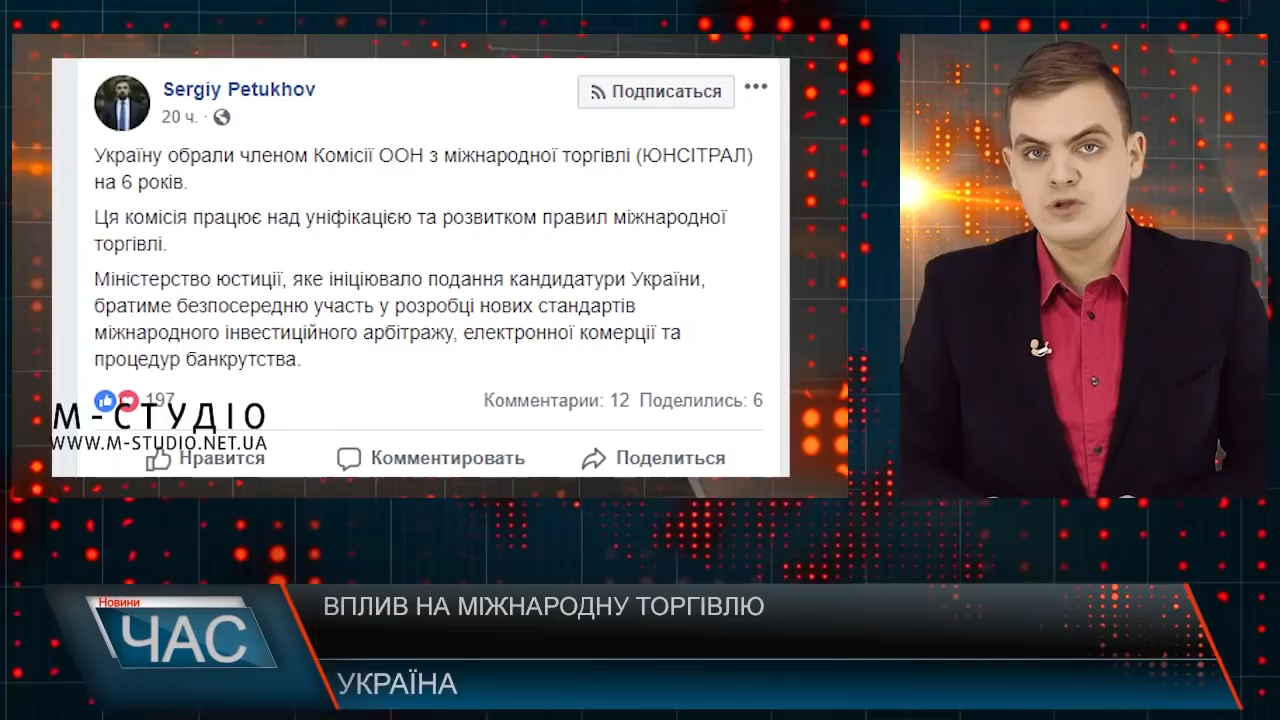 Sergiy Petukhov
20 ч.
Подписаться
Україну обрали членом Комісії ООН з міжнародної торгівлі (ЮНСІТРАЛ)
на 6 років.
Ця комісія працює над уніфікацією та розвитком правил міжнародної
торгівлі.
Міністерство юстиції, яке ініціювало подання кандидатури України,
братиме безпосередню участь у розробці нових стандартів
міжнародного інвестиційного арбітражу, електронної комерції та
процедур банкрутства.
197
Комментарии: 12 Поделились: 6
М-СТУДІО
WWW.M-STUDIO.NET.UA
Нравится
Комментировать
Поделиться
Новини
ЧАС
ВПЛИВ НА МІЖНАРОДНУ ТОРГІВЛЮ
УКРАЇНА